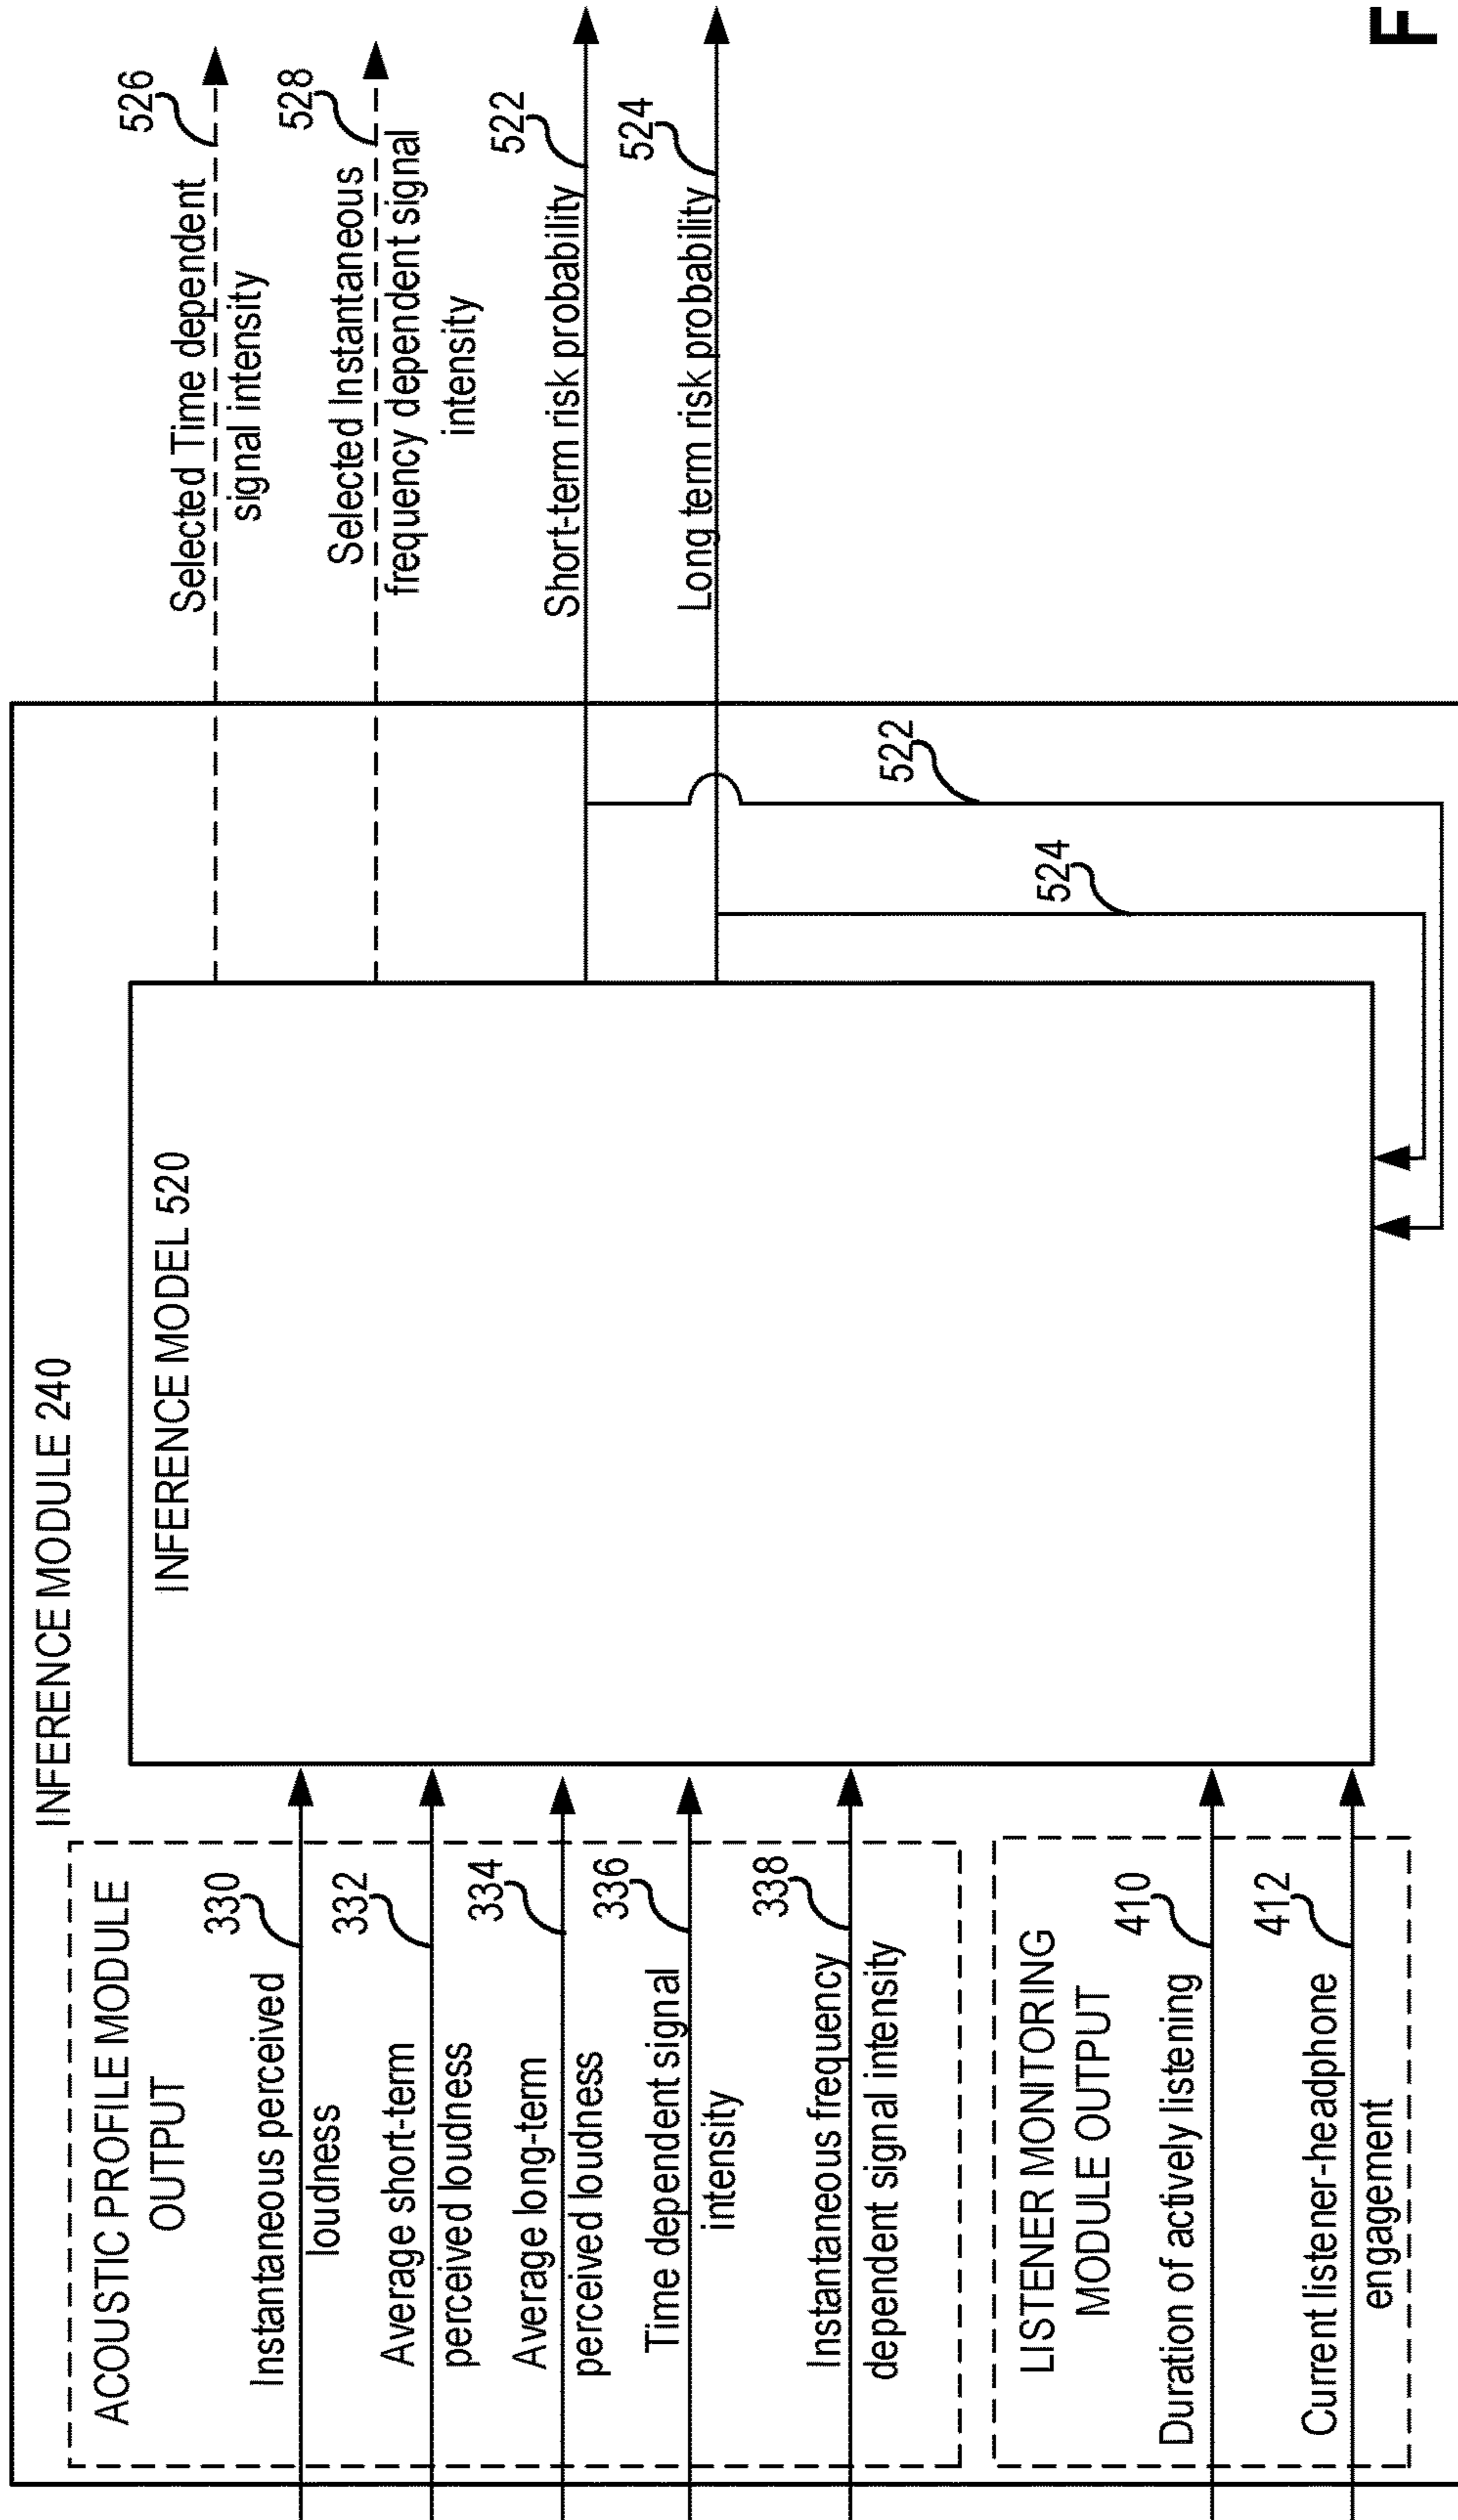 INFERENCE MODULE 240
ACOUSTIC PROFILE MODULE
OUTPUT
330
Instantaneous perceived
loudness
332
Average short-term
perceived loudness
334
Average long-term
perceived loudness
336
Time dependent signal
intensity
338
Instantaneous frequency
dependent signal intensity
LISTENER MONITORING
MODULE OUTPUT
410
Duration of actively listening
412
Current listener-headphone
engagement
INFERENCE MODEL 520
522
524
526
Selected Time dependent
signal intensity
528
Selected Instantaneous
frequency dependent signal
intensity
522
Short-term risk probability
524
Long term risk probability
F